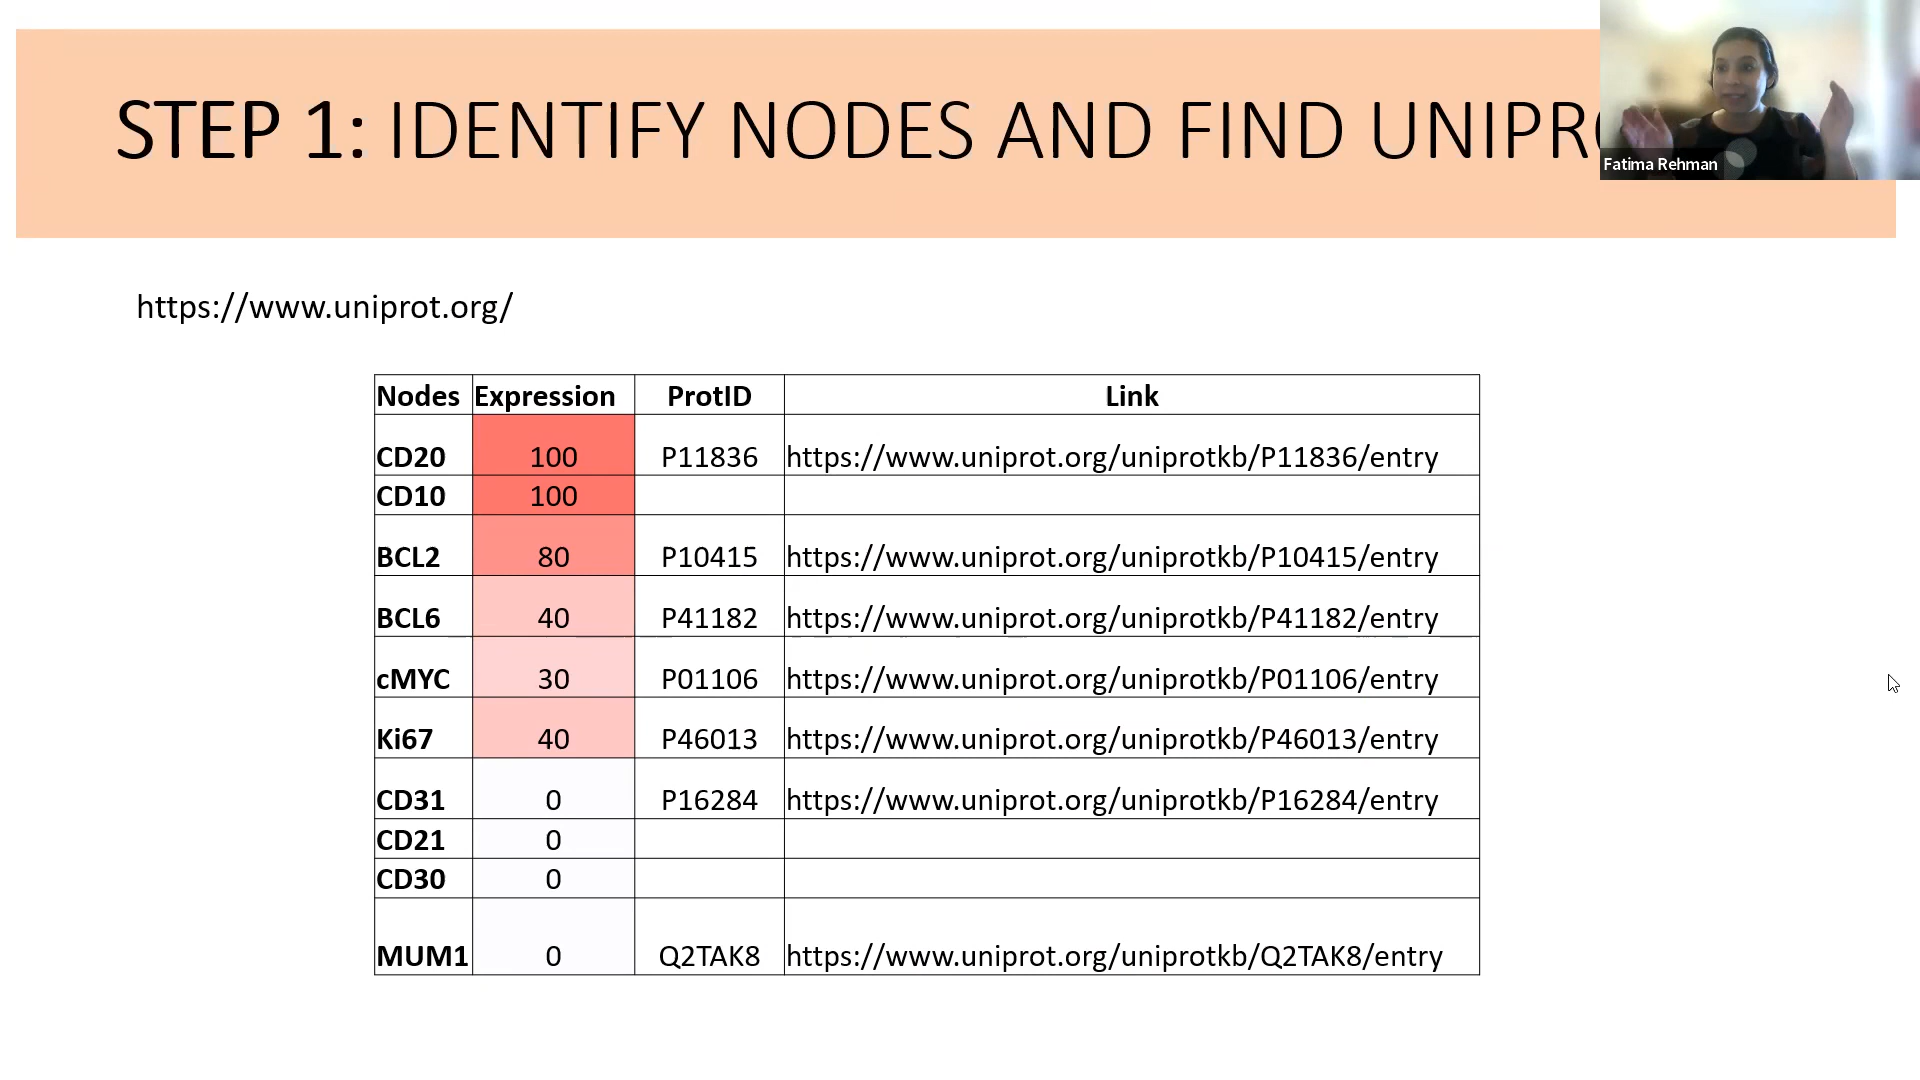 STEP 1: IDENTIFY NODES AND FIND
Fatima Rehman
https://www.uniprot.org/
Nodes Expression ProtID Link
CD20 100 P11836 https://www.uniprot.org/uniprotkb/P11836/entry
CD10 100
BCL2 80 P10415 https://www.uniprot.org/uniprotkb/P10415/entry
BCL6 40 P41182 https://www.uniprot.org/uniprotkb/P41182/entry
cMYC 30 P01106 https://www.uniprot.org/uniprotkb/P01106/entry
Ki67 40 P46013 https://www.uniprot.org/uniprotkb/P46013/entry
CD31 0 P16284 https://www.uniprot.org/uniprotkb/P16284/entry
CD21 0
CD30 0
MUM1 0 Q2TAK8 https://www.uniprot.org/uniprotkb/Q2TAK8/entry